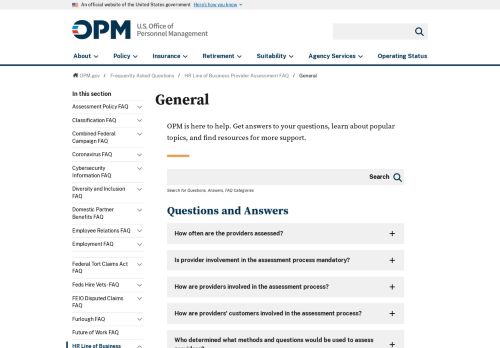 An official website of the United States government Here's how you know
OPM U.S. Office of
Personnel Management
About Policy Insurance Retirement Suitability Agency Services Operating Status
OPM.gov / Frequently Asked Questions / HR Line of Business Provider Assessment FAQ / General
In this section
Assessment Policy FAQ
Classification FAQ
Combined Federal
Campaign FAQ
Coronavirus FAQ
Cybersecurity
Information FAQ
Diversity and Inclusion
FAQ
Domestic Partner
Benefits FAQ
Employee Relations FAQ
Employment FAQ
Federal Tort Claims Act
FAQ
Feds Hire Vets- FAQ
FEIO Disputed Claims
FAQ
Furlough FAQ
Future of Work FAQ
HR Line of Business
General
OPM is here to help. Get answers to your questions, learn about popular
topics, and find resources for more support.
Search
Search for Questions, Answers, FAQ Categories
Questions and Answers
How often are the providers assessed?
Is provider involvement in the assessment process mandatory?
How are providers involved in the assessment process?
How are providers' customers involved in the assessment process?
Who determined what methods and questions would be used to assess